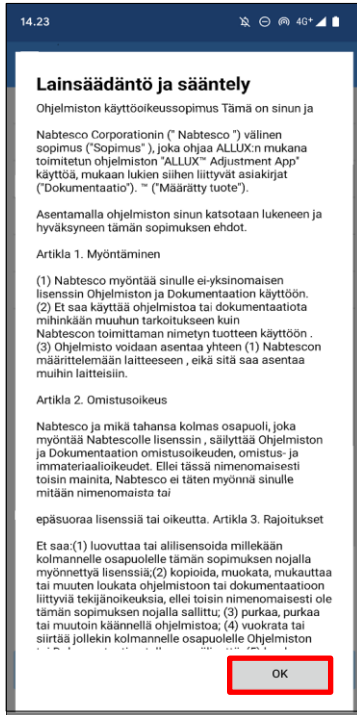 14.23
4G+
Lainsäädäntö ja sääntely
Ohjelmiston käyttöoikeussopimus Tämä on sinun ja
Nabtesco Corporationin (" Nabtesco ") välinen
sopimus ("Sopimus" ), joka ohjaa ALLUX:n mukana
toimitetun ohjelmiston "ALLUX™ Adjustment App"
käyttöä, mukaan lukien siihen liittyvät asiakirjat
("Dokumentaatio"). ™ ("Määrätty tuote").
Asentamalla ohjelmiston sinun katsotaan lukeneen ja
hyväksyneen tämän sopimuksen ehdot.
Artikla 1. Myöntäminen
(1) Nabtesco myöntää sinulle ei-yksinomaisen
lisenssin Ohjelmiston ja Dokumentaation käyttöön.
(2) Et saa käyttää ohjelmistoa tai dokumentaatiota
mihinkään muuhun tarkoitukseen kuin
Nabtescon toimittaman nimetyn tuotteen käyttöön .
(3) Ohjelmisto voidaan asentaa yhteen (1) Nabtescon
määrittelemään laitteeseen , eikä sitä saa asentaa
muihin laitteisiin.
Artikla 2. Omistusoikeus
Nabtesco ja mikä tahansa kolmas osapuoli, joka
myöntää Nabtescolle lisenssin , säilyttää Ohjelmiston
ja Dokumentaation omistusoikeuden, omistus- ja
immateriaalioikeudet. Ellei tässä nimenomaisesti
toisin mainita, Nabtesco ei täten myönnä sinulle
mitään nimenomaista tai
epäsuoraa lisenssiä tai oikeutta. Artikla 3. Rajoitukset
Et saa:(1) luovuttaa tai alilisensoida millekään
kolmannelle osapuolelle tämän sopimuksen nojalla
myönnettyä lisenssiä;(2) kopioida, muokata, mukauttaa
tai muuten loukata ohjelmistoon tai dokumentaatioon
liittyviä tekijänoikeuksia, ellei toisin nimenomaisesti ole
tämän sopimuksen nojalla sallittu; (3) purkaa, purkaa
tai muutoin käännellä ohjelmistoa; (4) vuokrata tai
siirtää jollekin kolmannelle osapuolelle Ohjelmiston
OK